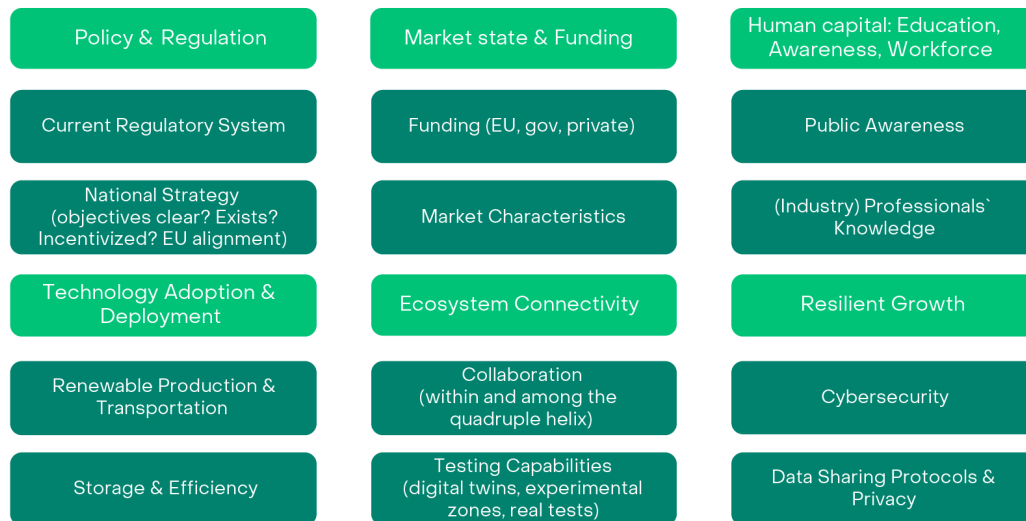 Policy & Regulation
Market state & Funding
Human capital: Education,
Awareness, Workforce
Current Regulatory System
Funding (EU, gov, private)
Public Awareness
National Strategy
(objectives clear? Exists?
Incentivized? EU alignment)
Market Characteristics
(Industry) Professionals`
Knowledge
Technology Adoption &
Deployment
Ecosystem Connectivity
Resilient Growth
Renewable Production &
Transportation
Collaboration
(within and among the
quadruple helix)
Cybersecurity
Storage & Efficiency
Testing Capabilities
(digital twins, experimental
zones, real tests)
Data Sharing Protocols &
Privacy